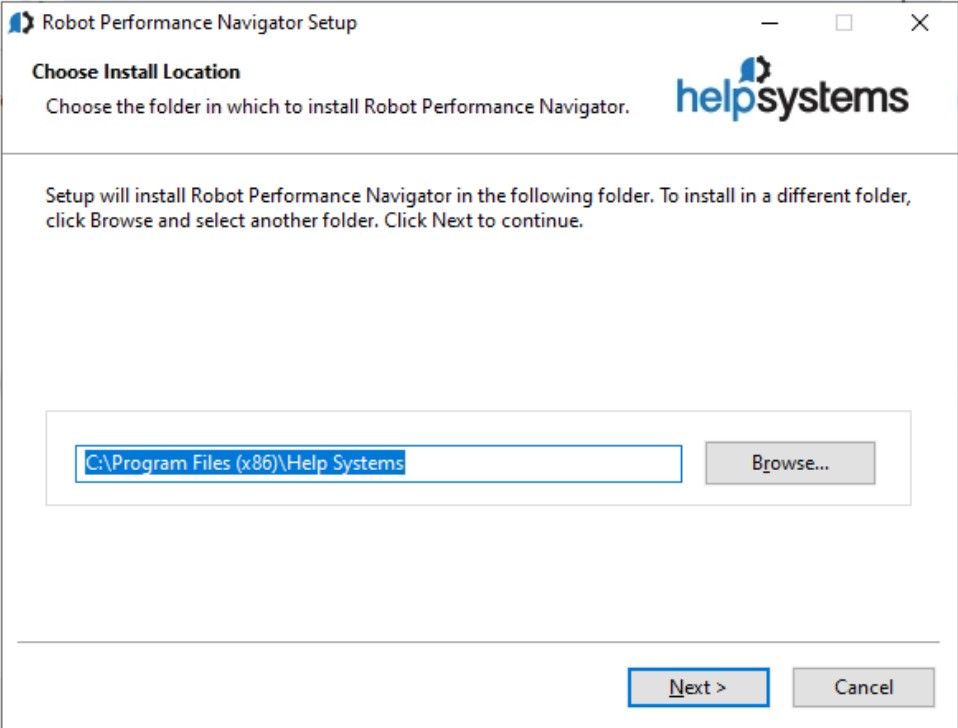 Robot Performance Navigator Setup
Choose Install Location
Choose the folder in which to install Robot Performance Navigator.
helpsystems
Setup will install Robot Performance Navigator in the following folder. To install in a different folder,
click Browse and select another folder. Click Next to continue.
C:\Program Files (x86)\Help Systems
Browse...
Next >
Cancel